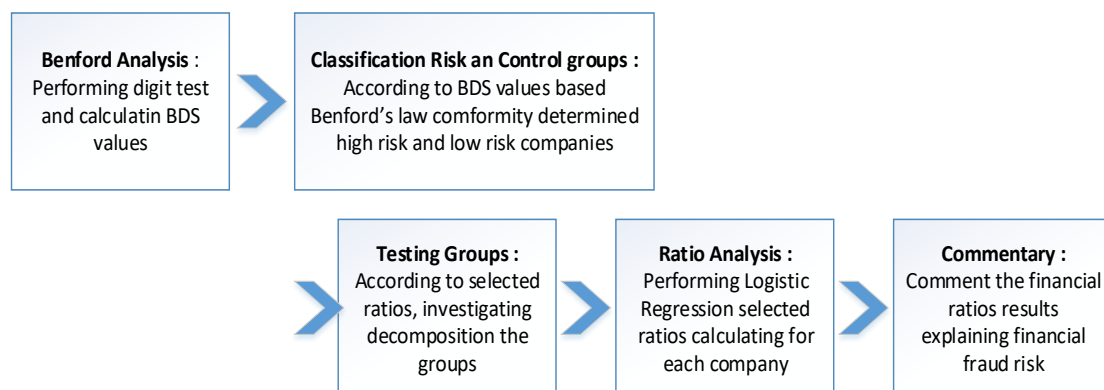 Benford Analysis :
Performing digit test
and calculatin BDS
values
Classification Risk an Control groups :
According to BDS values based
Benford's law comformity determined
high risk and low risk companies
Testing Groups :
According to selected
ratios, investigating
decomposition the
groups
Ratio Analysis :
Performing Logistic
Regression selected
ratios calculating for
each company
Commentary :
Comment the financial
ratios results
explaining financial
fraud risk